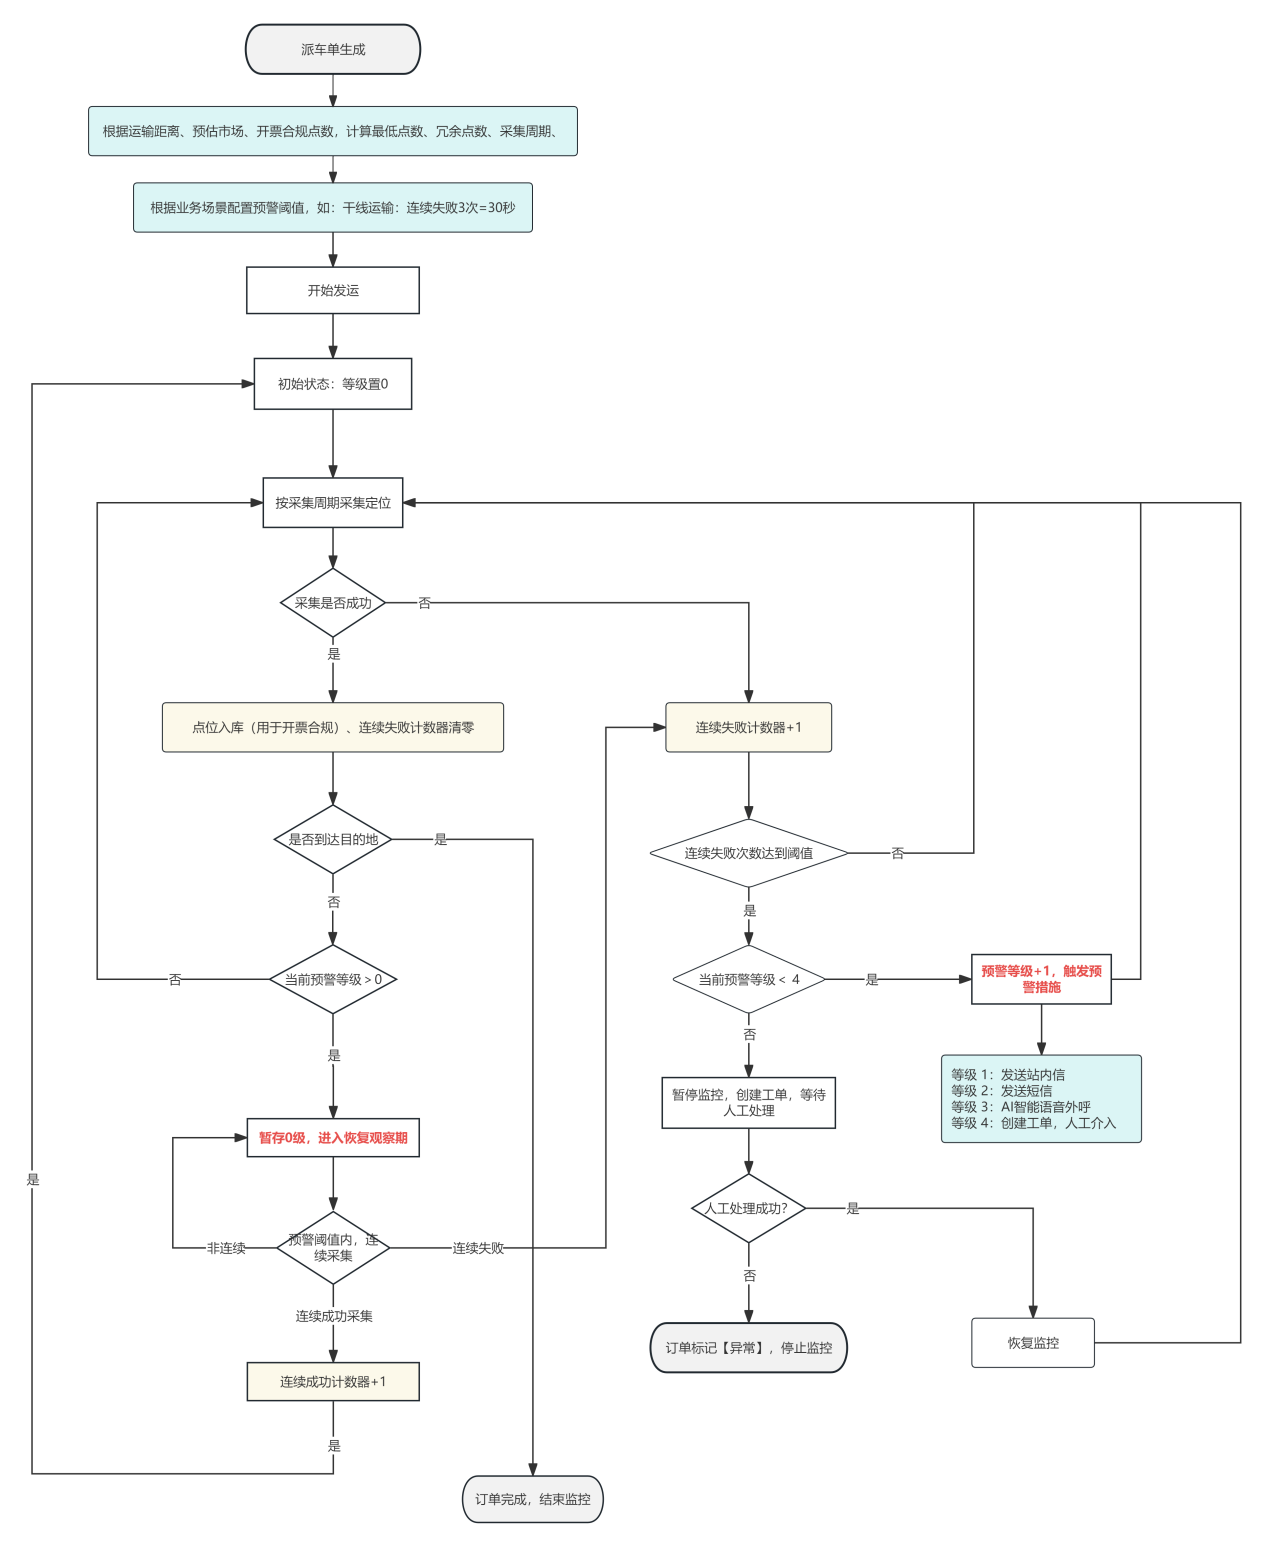 派车单生成
根据运输距离、预估市场、开票合规点数，计算最低点数、冗余点数、采集周期、
根据业务场景配置预警阈值，如：干线运输：连续失败3次=30秒
开始发运
初始状态：等级置0
按采集周期采集定位
采集是否成功
否
是
点位入库（用于开票合规）、连续失败计数器清零
连续失败计数器+1
是否到达目的地
是
连续失败次数达到阈值
否
否
是
当前预警等级 > 0
否
当前预警等级 < 4
是
预警等级+1，触发预
警措施
否
是
等级 1：发送站内信
等级 2：发送短信
等级 3：AI智能语音外呼
等级 4：创建工单，人工介入
暂停监控，创建工单，等待
人工处理
暂存0级，进入恢复观察期
是
人工处理成功?
是
预警阈值内，连
续采集
非连续
连续失败
否
连续成功采集
订单标记【异常】，停止监控
恢复监控
连续成功计数器+1
是
订单完成，结束监控